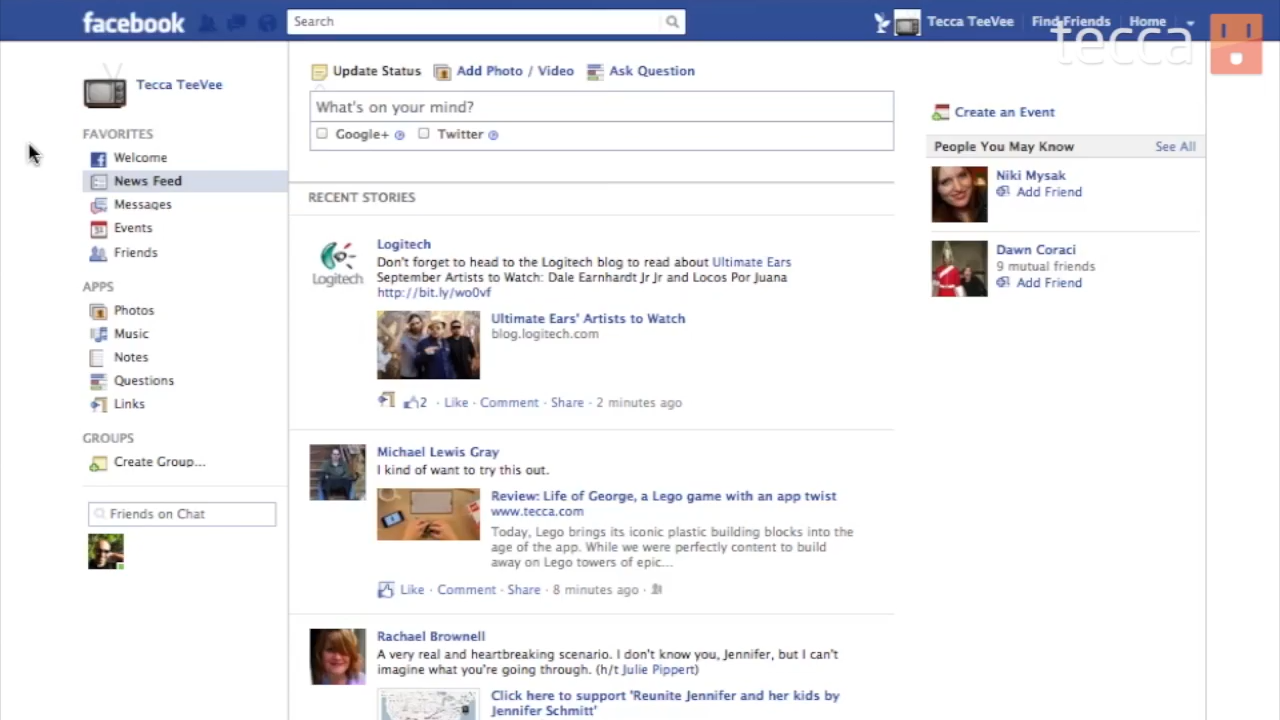 facebook
Search
Tecca TeeVee
Find Friends
Home
tecca
Tecca TeeVee
FAVORITES
Welcome
News Feed
Messages
Events
Friends
APPS
Photos
Music
Notes
Questions
Links
GROUPS
Create Group...
Friends on Chat
Update Status
Add Photo / Video
Ask Question
What's on your mind?
Google+
Twitter
RECENT STORIES
Logitech
Logitech
Don't forget to head to the Logitech blog to read about Ultimate Ears
September Artists to Watch: Dale Earnhardt Jr Jr and Locos Por Juana
http://bit.ly/wo0vf
Ultimate Ears' Artists to Watch
blog.logitech.com
2 · Like · Comment · Share · 2 minutes ago
Michael Lewis Gray
I kind of want to try this out.
Review: Life of George, a Lego game with an app twist
www.tecca.com
Today, Lego brings its iconic plastic building blocks into the
age of the app. While we were perfectly content to build
away on Lego towers of epic...
Like · Comment · Share · 8 minutes ago ·
Rachael Brownell
A very real and heartbreaking scenario. I don't know you, Jennifer, but I can't
imagine what you're going through. (h/t Julie Pippert)
Click here to support 'Reunite Jennifer and her kids by
Jennifer Schmitt'
Create an Event
People You May Know
See All
Niki Mysak
Add Friend
Dawn Coraci
9 mutual friends
Add Friend